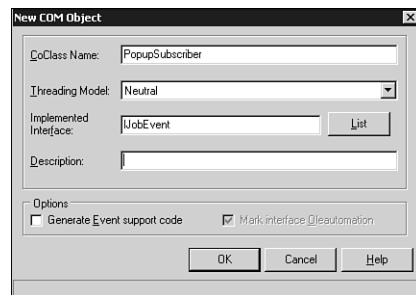 New COM Object
CoClass Name: PopupSubscriber
Threading Model: Neutral
Implemented Interface: IJobEvent List
Description:
Options
Generate Event support code Mark interface Oleautomation
OK Cancel Help